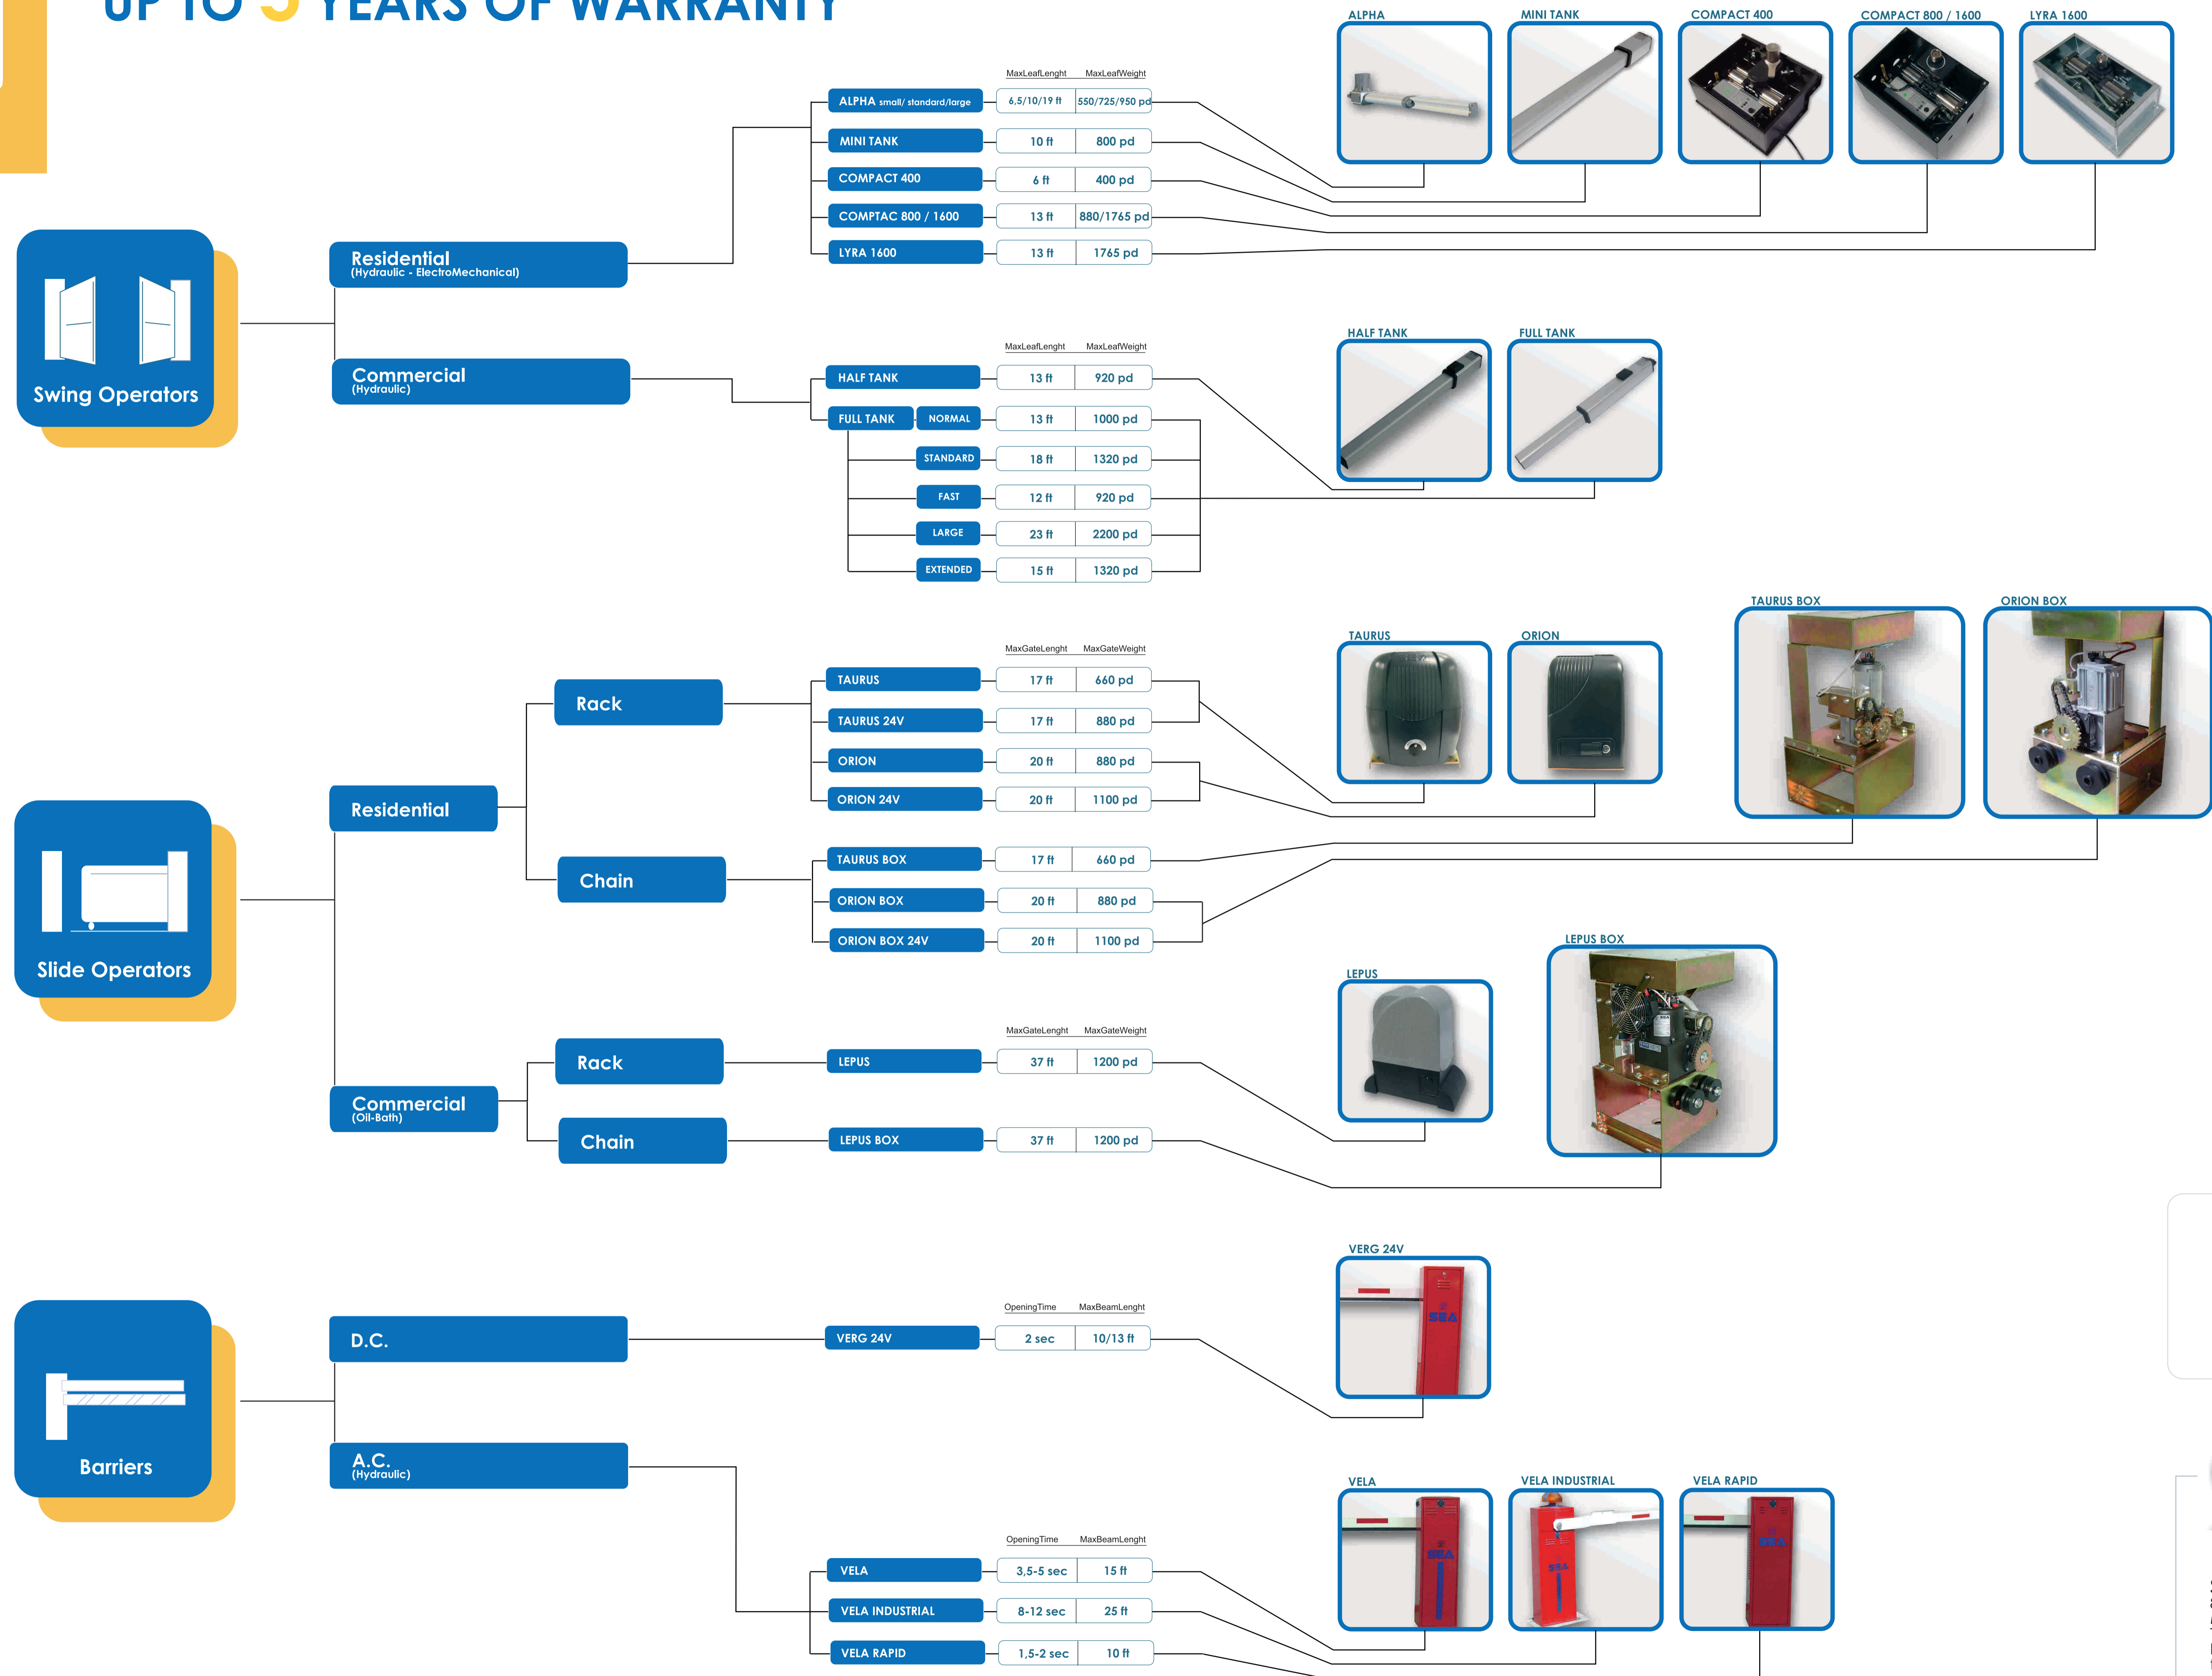 UP TO 5 YEARS OF WARRANTY
ALPHA
MINI TANK
COMPACT 400
COMPACT 800 / 1600
LYRA 1600
MaxLeafLenght MaxLeafWeight
ALPHA small/ standard/large 6,5/10/19 ft 550/725/950 pd
MINI TANK 10 ft 800 pd
COMPACT 400 6 ft 400 pd
COMPTAC 800 / 1600 13 ft 880/1765 pd
LYRA 1600 13 ft 1765 pd
Swing Operators
Residential
(Hydraulic - ElectroMechanical)
Commercial
(Hydraulic)
MaxLeafLenght MaxLeafWeight
HALF TANK 13 ft 920 pd
FULL TANK NORMAL 13 ft 1000 pd
STANDARD 18 ft 1320 pd
FAST 12 ft 920 pd
LARGE 23 ft 2200 pd
EXTENDED 15 ft 1320 pd
HALF TANK
FULL TANK
Slide Operators
Residential
Rack
MaxGateLenght MaxGateWeight
TAURUS 17 ft 660 pd
TAURUS 24V 17 ft 880 pd
ORION 20 ft 880 pd
ORION 24V 20 ft 1100 pd
Chain
TAURUS BOX 17 ft 660 pd
ORION BOX 20 ft 880 pd
ORION BOX 24V 20 ft 1100 pd
TAURUS
ORION
TAURUS BOX
ORION BOX
Commercial
(Oil-Bath)
Rack
MaxGateLenght MaxGateWeight
LEPUS 37 ft 1200 pd
Chain
LEPUS BOX 37 ft 1200 pd
LEPUS
LEPUS BOX
Barriers
D.C.
OpeningTime MaxBeamLenght
VERG 24V 2 sec 10/13 ft
VERG 24V
SEA
A.C.
(Hydraulic)
OpeningTime MaxBeamLenght
VELA 3,5-5 sec 15 ft
VELA INDUSTRIAL 8-12 sec 25 ft
VELA RAPID 1,5-2 sec 10 ft
VELA
SEA
VELA INDUSTRIAL
SEA
VELA RAPID
SEA